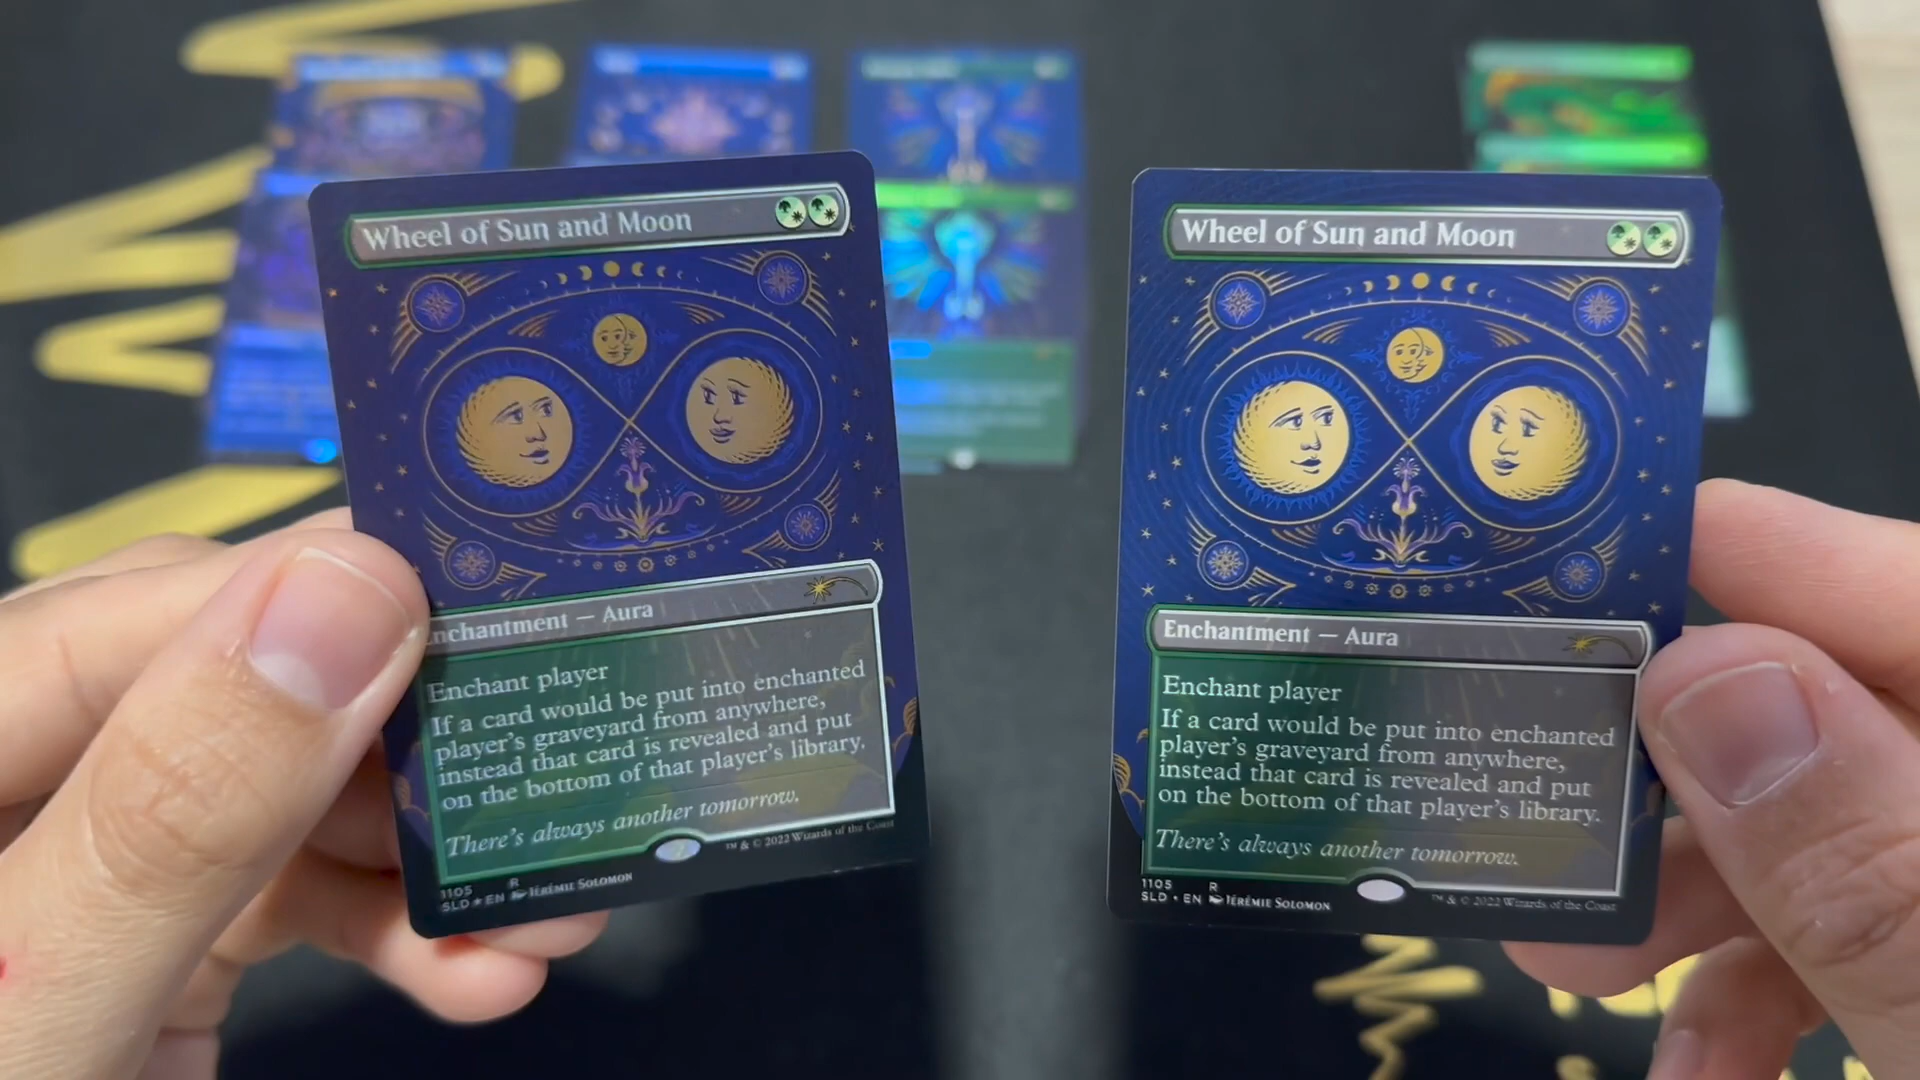 Wheel of Sun and Moon
Enchantment — Aura
Enchant player
If a card would be put into enchanted
player's graveyard from anywhere,
instead that card is revealed and put
on the bottom of that player's library.
There's always another tomorrow.
1105 R
SLD ★ EN JÉRÉMIE SOLOMON
™ & © 2022 Wizards of the Coast
Wheel of Sun and Moon
Enchantment — Aura
Enchant player
If a card would be put into enchanted
player's graveyard from anywhere,
instead that card is revealed and put
on the bottom of that player's library.
There's always another tomorrow.
1105 R
SLD • EN JÉRÉMIE SOLOMON
™ & © 2022 Wizards of the Coast